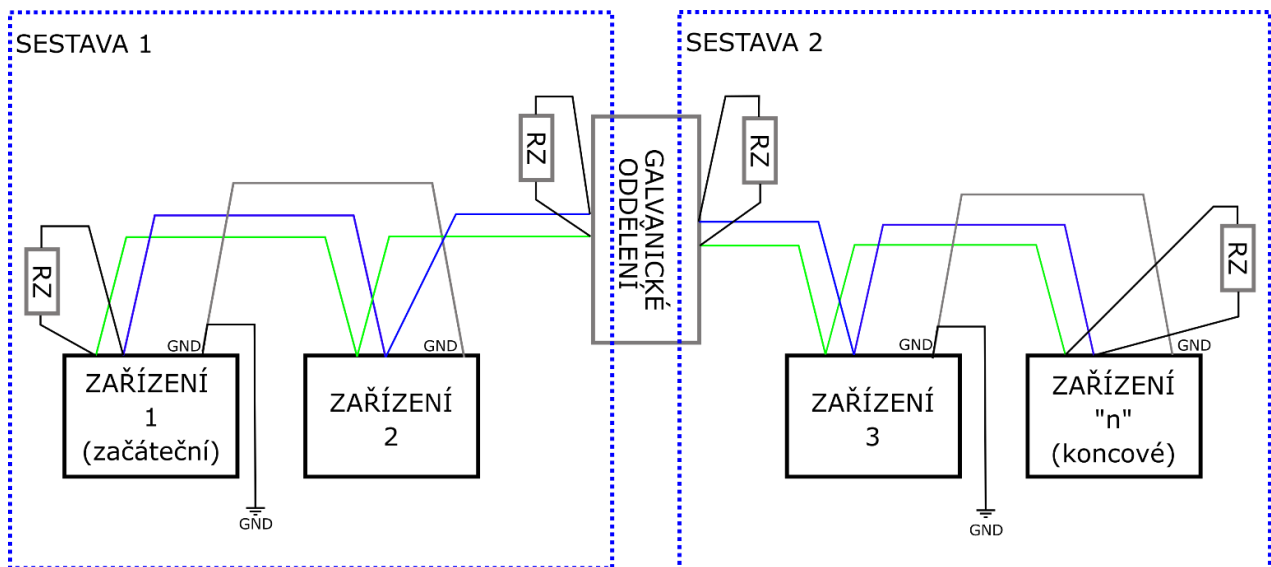 SESTAVA 1
SESTAVA 2
RZ
RZ
GALVANICKÉ
ODDĚLENÍ
RZ
RZ
RZ
GND
GND
GND
GND
ZAŘÍZENÍ
1
(začáteční)
ZAŘÍZENÍ
2
ZAŘÍZENÍ
3
ZAŘÍZENÍ
"n"
(koncové)
GND
GND